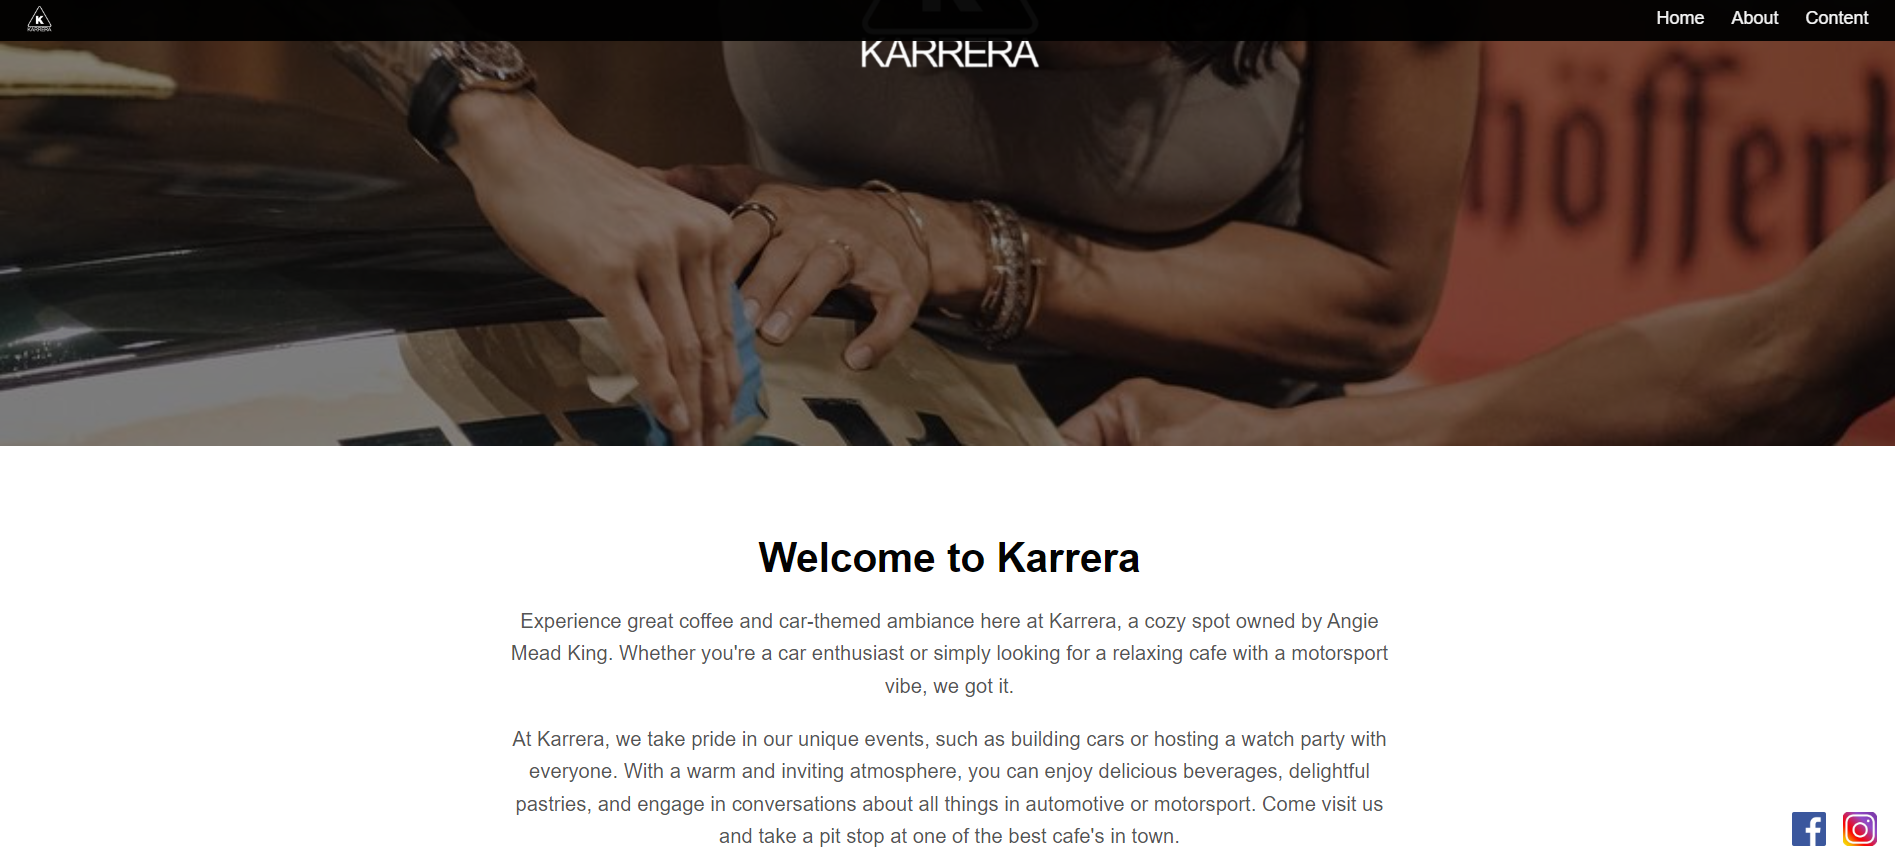 K
KARRERA
Home
About
Content
KARRERA
Welcome to Karrera
Experience great coffee and car-themed ambiance here at Karrera, a cozy spot owned by Angie
Mead King. Whether you're a car enthusiast or simply looking for a relaxing cafe with a motorsport
vibe, we got it.
At Karrera, we take pride in our unique events, such as building cars or hosting a watch party with
everyone. With a warm and inviting atmosphere, you can enjoy delicious beverages, delightful
pastries, and engage in conversations about all things in automotive or motorsport. Come visit us
and take a pit stop at one of the best cafe's in town.